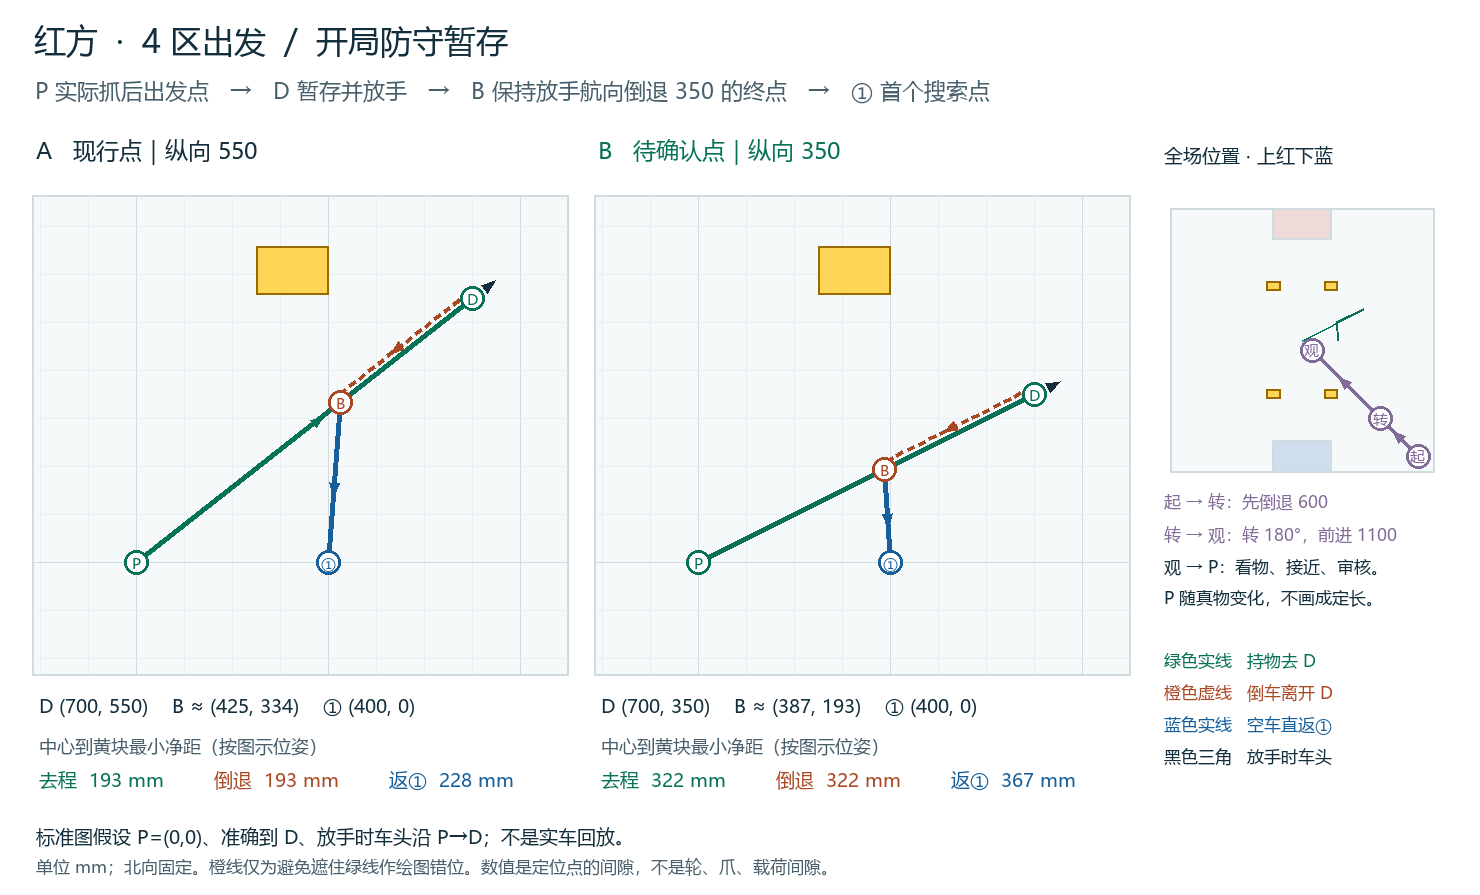 红方 · 4 区出发 / 开局防守暂存
P 实际抓后出发点 → D 暂存并放手 → B 保持放手航向倒退 350 的终点 → ① 首个搜索点
A 现行点 | 纵向 550
B 待确认点 | 纵向 350
全场位置 · 上红下蓝
D
B
P
①
D
B
P
①
观
转
起
起 → 转：先倒退 600
转 → 观：转 180°，前进 1100
观 → P：看物、接近、审核。
P 随真物变化，不画成定长。
绿色实线 持物去 D
橙色虚线 倒车离开 D
蓝色实线 空车直返①
黑色三角 放手时车头
D (700, 550) B ≈ (425, 334) ① (400, 0)
中心到黄块最小净距（按图示位姿）
去程 193 mm 倒退 193 mm 返① 228 mm
D (700, 350) B ≈ (387, 193) ① (400, 0)
中心到黄块最小净距（按图示位姿）
去程 322 mm 倒退 322 mm 返① 367 mm
标准图假设 P=(0,0)、准确到 D、放手时车头沿 P→D；不是实车回放。
单位 mm；北向固定。橙线仅为避免遮住绿线作绘图错位。数值是定位点的间隙，不是轮、爪、载荷间隙。